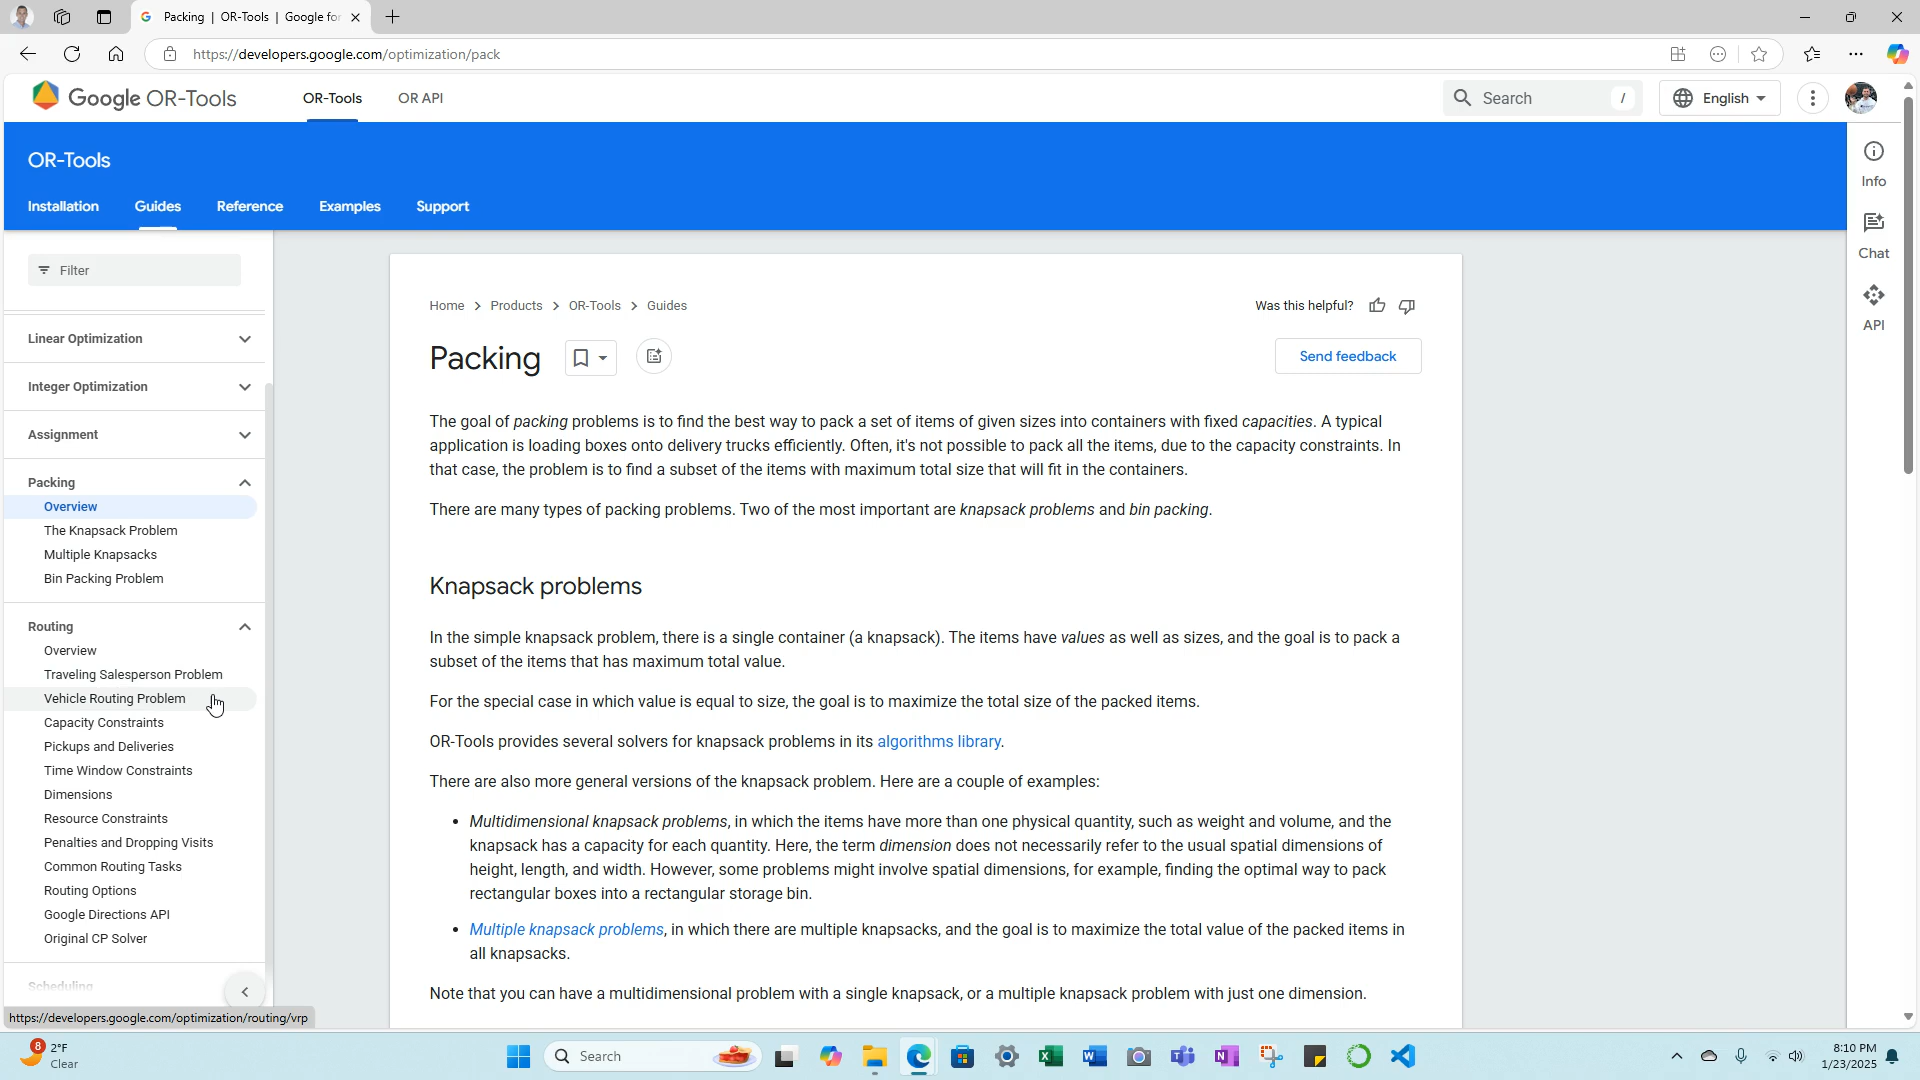 Packing | OR-Tools | Google for
https://developers.google.com/optimization/pack
Google OR-Tools
OR-Tools
OR API
Search
/
English
OR-Tools
Installation
Guides
Reference
Examples
Support
Info
Chat
API
Filter
Linear Optimization
Integer Optimization
Assignment
Packing
Overview
The Knapsack Problem
Multiple Knapsacks
Bin Packing Problem
Routing
Overview
Traveling Salesperson Problem
Vehicle Routing Problem
Capacity Constraints
Pickups and Deliveries
Time Window Constraints
Dimensions
Resource Constraints
Penalties and Dropping Visits
Common Routing Tasks
Routing Options
Google Directions API
Original CP Solver
Scheduling
https://developers.google.com/optimization/routing/vrp
Home > Products > OR-Tools > Guides
Was this helpful?
Packing
Send feedback
The goal of packing problems is to find the best way to pack a set of items of given sizes into containers with fixed capacities. A typical
application is loading boxes onto delivery trucks efficiently. Often, it's not possible to pack all the items, due to the capacity constraints. In
that case, the problem is to find a subset of the items with maximum total size that will fit in the containers.
There are many types of packing problems. Two of the most important are knapsack problems and bin packing.
Knapsack problems
In the simple knapsack problem, there is a single container (a knapsack). The items have values as well as sizes, and the goal is to pack a
subset of the items that has maximum total value.
For the special case in which value is equal to size, the goal is to maximize the total size of the packed items.
OR-Tools provides several solvers for knapsack problems in its algorithms library.
There are also more general versions of the knapsack problem. Here are a couple of examples:
• Multidimensional knapsack problems, in which the items have more than one physical quantity, such as weight and volume, and the
knapsack has a capacity for each quantity. Here, the term dimension does not necessarily refer to the usual spatial dimensions of
height, length, and width. However, some problems might involve spatial dimensions, for example, finding the optimal way to pack
rectangular boxes into a rectangular storage bin.
• Multiple knapsack problems, in which there are multiple knapsacks, and the goal is to maximize the total value of the packed items in
all knapsacks.
Note that you can have a multidimensional problem with a single knapsack, or a multiple knapsack problem with just one dimension.
8
2°F
Clear
Search
8:10 PM
1/23/2025